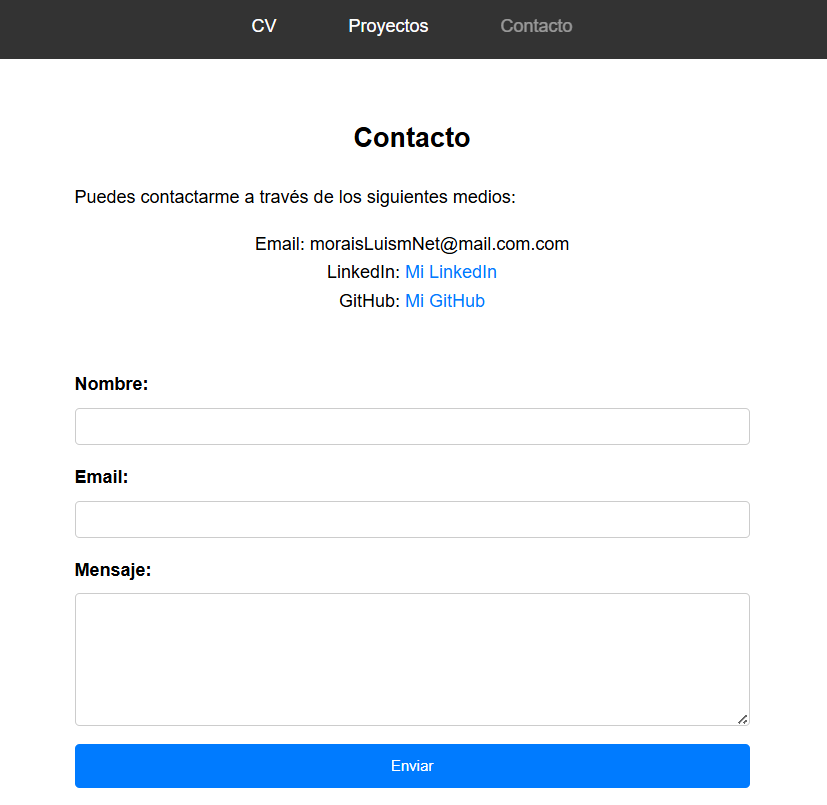 CV Proyectos Contacto
Contacto
Puedes contactarme a través de los siguientes medios:
Email: moraisLuismNet@mail.com.com
LinkedIn: Mi LinkedIn
GitHub: Mi GitHub
Nombre:
Email:
Mensaje:
Enviar